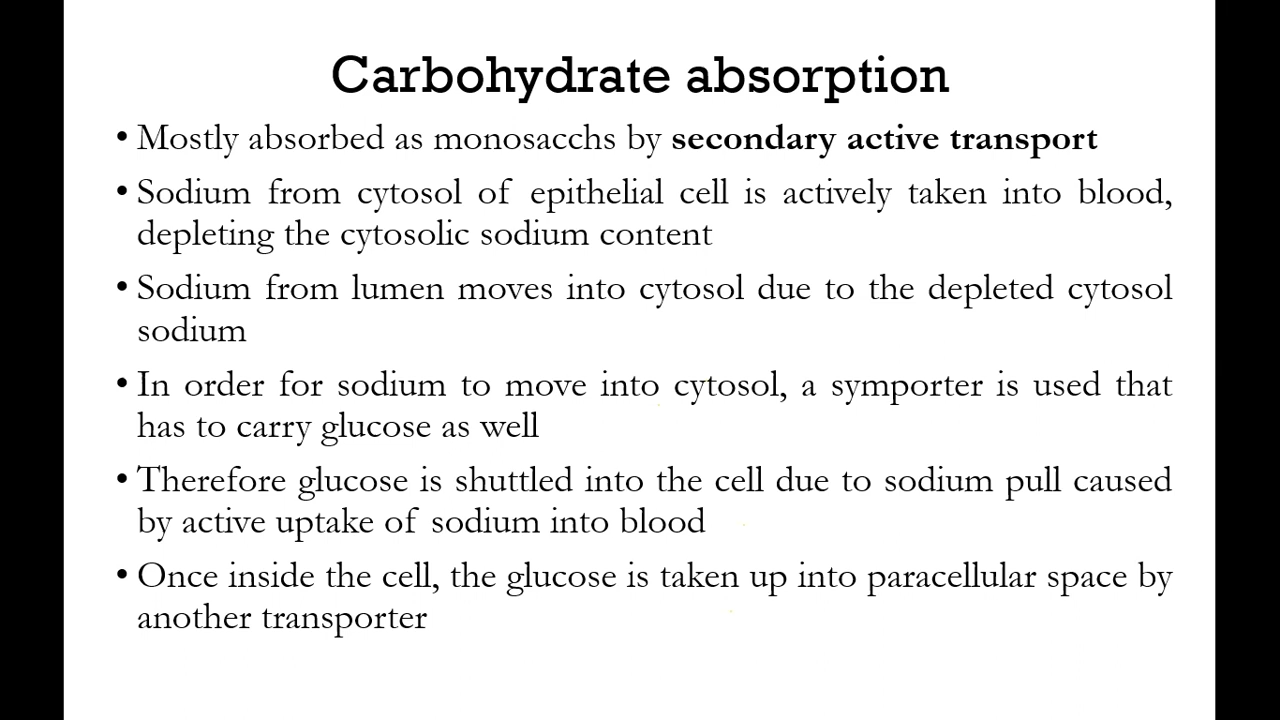 Carbohydrate absorption
• Mostly absorbed as monosacchs by secondary active transport
• Sodium from cytosol of epithelial cell is actively taken into blood,
depleting the cytosolic sodium content
• Sodium from lumen moves into cytosol due to the depleted cytosol
sodium
• In order for sodium to move into cytosol, a symporter is used that
has to carry glucose as well
• Therefore glucose is shuttled into the cell due to sodium pull caused
by active uptake of sodium into blood
• Once inside the cell, the glucose is taken up into paracellular space by
another transporter